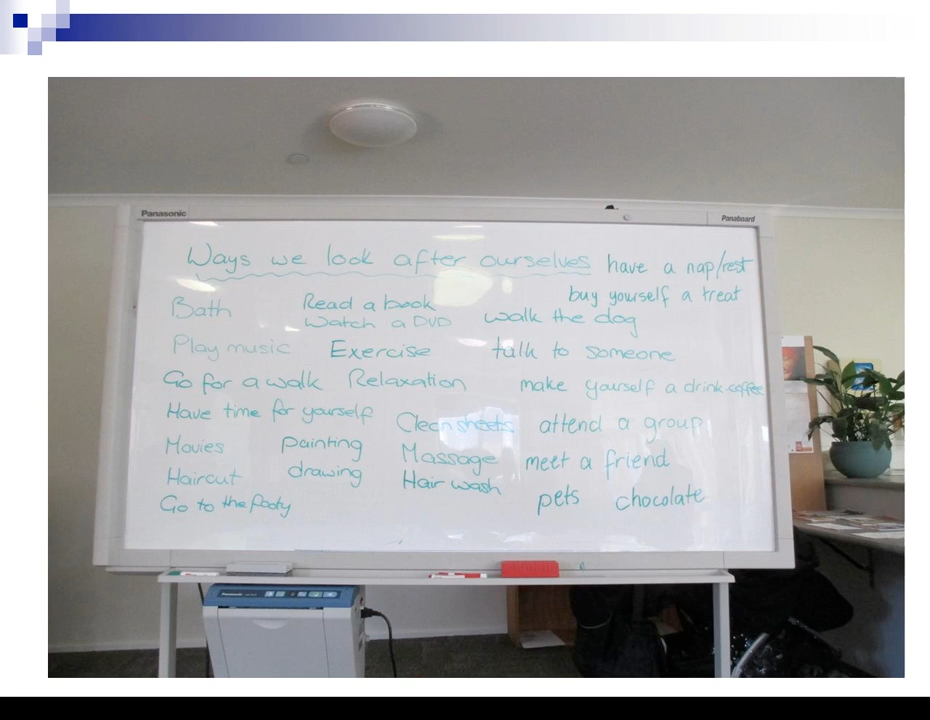 Panasonic
Panaboard
Ways we look after ourselves
have a nap/rest
buy yourself a treat
Bath
Read a book
Watch a DVD
walk the dog
Play music
Exercise
talk to someone
Go for a walk
Relaxation
make yourself a drink-coffee
Have time for yourself
Clean sheets
attend a group
Movies
painting
Massage
meet a friend
Haircut
drawing
Hair wash
pets
chocolate
Go to the footy
Panasonic